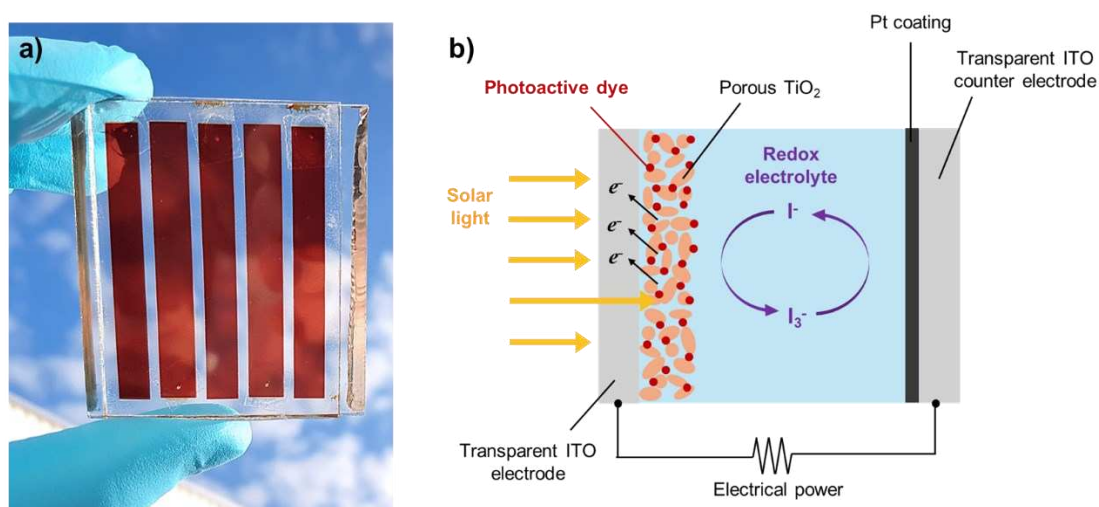 a)
b)
Pt coating
Transparent ITO
counter electrode
Photoactive dye
Porous TiO₂
Solar
light
e⁻
e⁻
e⁻
Redox
electrolyte
I⁻
I₃⁻
Transparent ITO
electrode
Electrical power